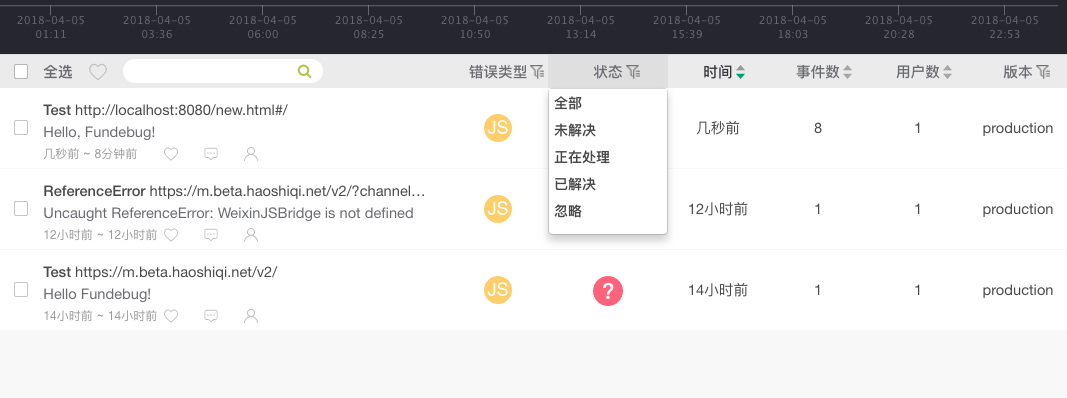 2018-04-05 2018-04-05 2018-04-05 2018-04-05 2018-04-05 2018-04-05 2018-04-05 2018-04-05 2018-04-05 2018-04-05
01:11 03:36 06:00 08:25 10:50 13:14 15:39 18:03 20:28 22:53
全选 错误类型 状态 时间 事件数 用户数 版本
全部
未解决
正在处理
已解决
忽略
Test http://localhost:8080/new.html#/
Hello, Fundebug!
几秒前 ~ 8分钟前
JS 几秒前 8 1 production
ReferenceError https://m.beta.haoshiqi.net/v2/?channel…
Uncaught ReferenceError: WeixinJSBridge is not defined
12小时前 ~ 12小时前
JS 12小时前 1 1 production
Test https://m.beta.haoshiqi.net/v2/
Hello Fundebug!
14小时前 ~ 14小时前
JS ? 14小时前 1 1 production